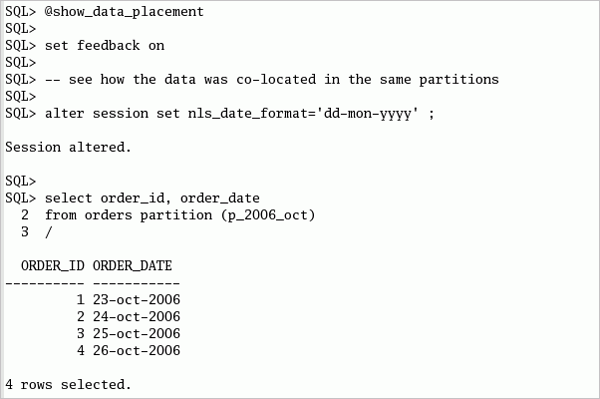 SQL> @show_data_placement
SQL>
SQL> set feedback on
SQL>
SQL> -- see how the data was co-located in the same partitions
SQL>
SQL> alter session set nls_date_format='dd-mon-yyyy' ;
Session altered.
SQL>
SQL> select order_id, order_date
2 from orders partition (p_2006_oct)
3 /
ORDER_ID ORDER_DATE
---------- -----------
1 23-oct-2006
2 24-oct-2006
3 25-oct-2006
4 26-oct-2006
4 rows selected.